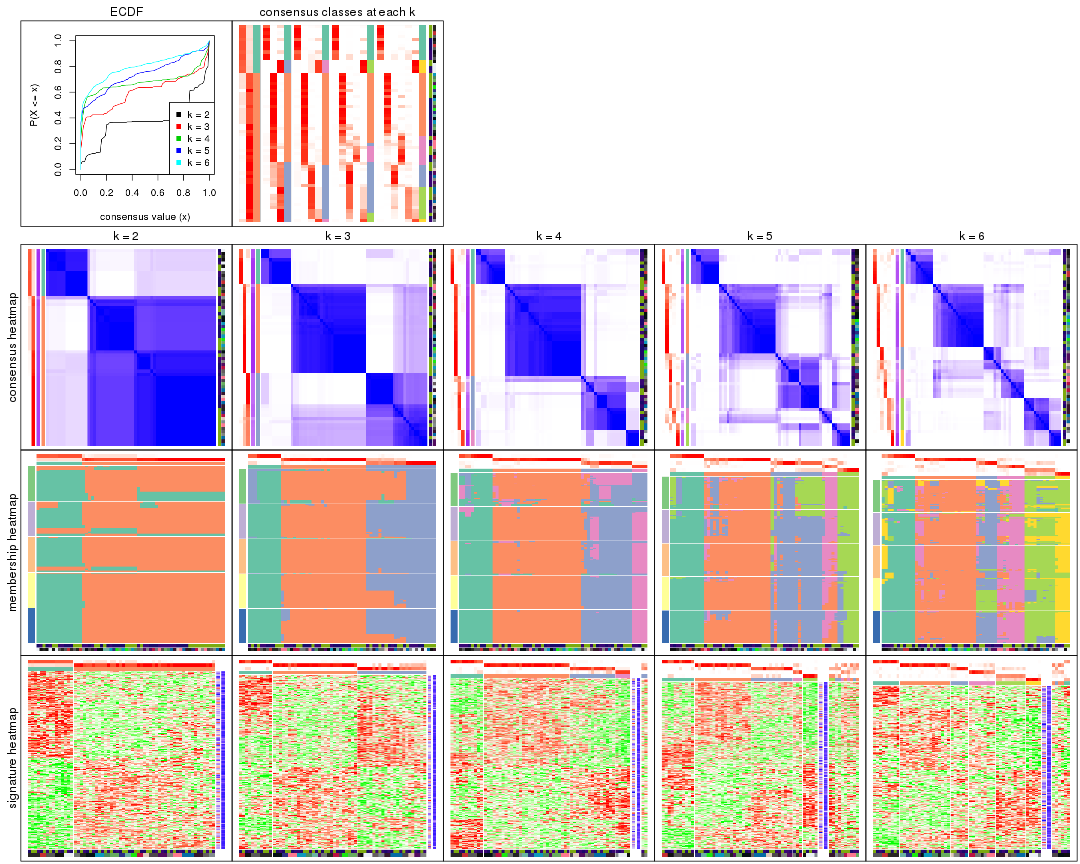 ECDF
consensus classes at each k
P(X <= x)
0.0 0.2 0.4 0.6 0.8 1.0
k = 2
k = 3
k = 4
k = 5
k = 6
0.0 0.2 0.4 0.6 0.8 1.0
consensus value (x)
k = 2
k = 3
k = 4
k = 5
k = 6
consensus heatmap
membership heatmap
signature heatmap